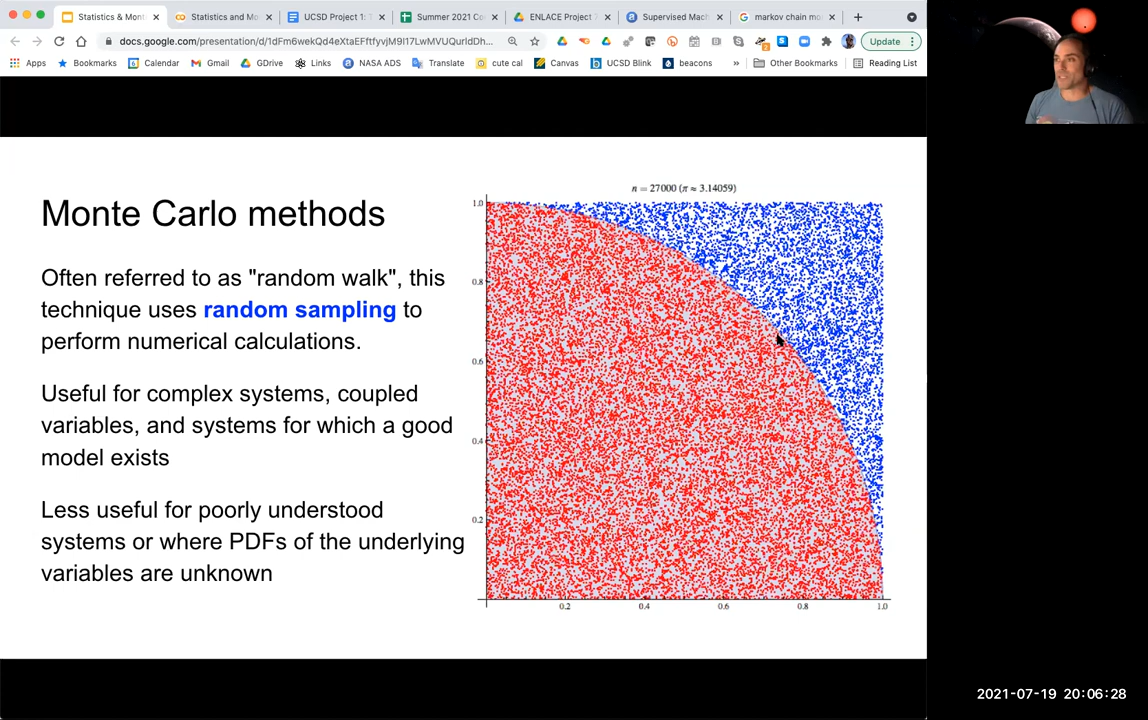 Statistics & Mont
Statistics and Mo
UCSD Project 1: T
Summer 2021 Co
ENLACE Project 7
Supervised Mach
markov chain mo
docs.google.com/presentation/d/1dFm6wekQd4eXtaEFftfyvjM9l17LwMVUQurldDh...
Update
Apps
Bookmarks
Calendar
Gmail
GDrive
Links
NASA ADS
Translate
cute cal
Canvas
UCSD Blink
beacons
»
Other Bookmarks
Reading List
Monte Carlo methods
Often referred to as "random walk", this
technique uses random sampling to
perform numerical calculations.
Useful for complex systems, coupled
variables, and systems for which a good
model exists
Less useful for poorly understood
systems or where PDFs of the underlying
variables are unknown
n = 27000 (π ≈ 3.14059)
1.0
0.8
0.6
0.4
0.2
0.2 0.4 0.6 0.8 1.0
2021-07-19 20:06:28